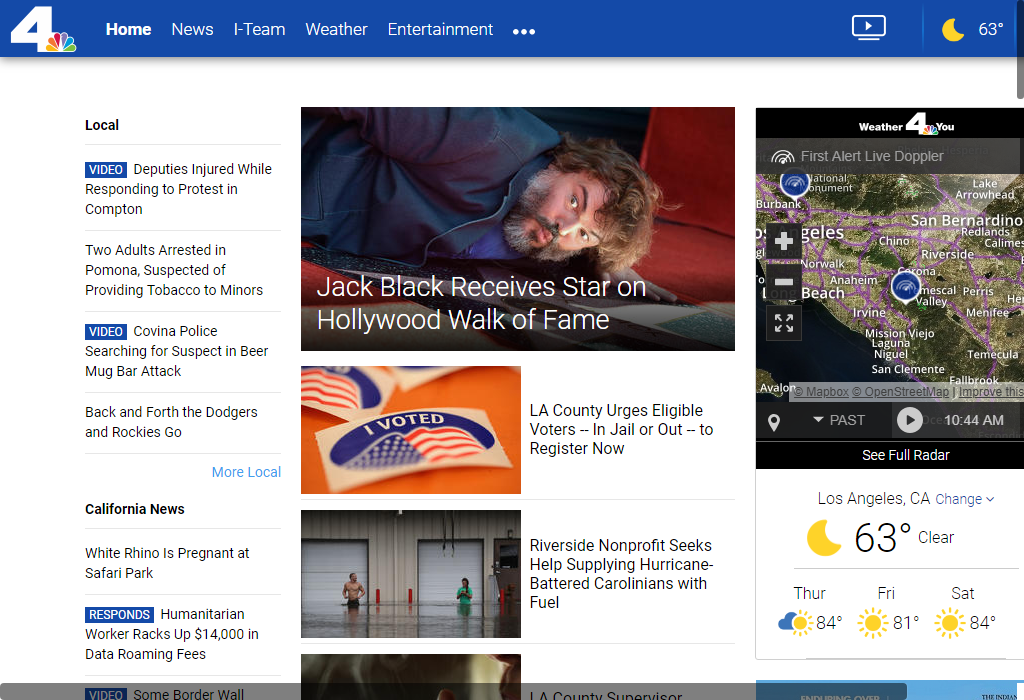 4
Home
News
I-Team
Weather
Entertainment
63°
Local
VIDEO Deputies Injured While
Responding to Protest in
Compton
Two Adults Arrested in
Pomona, Suspected of
Providing Tobacco to Minors
VIDEO Covina Police
Searching for Suspect in Beer
Mug Bar Attack
Back and Forth the Dodgers
and Rockies Go
More Local
California News
White Rhino Is Pregnant at
Safari Park
RESPONDS Humanitarian
Worker Racks Up $14,000 in
Data Roaming Fees
VIDEO Some Border Wall
Jack Black Receives Star on
Hollywood Walk of Fame
I VOTED
LA County Urges Eligible
Voters -- In Jail or Out -- to
Register Now
Riverside Nonprofit Seeks
Help Supplying Hurricane-
Battered Carolinians with
Fuel
LA County Supervisor
Weather 4 You
First Alert Live Doppler
National
Monument
Lake
Arrowhead
Burbank
San Bernardino
Redlands
Los Angeles
Chino
Calimes
Riverside
Norwalk
Corona
Anaheim
Long Beach
Temescal
Valley
Perris
Irvine
Menifee
Mission Viejo
Laguna
Niguel
Temecula
San Clemente
Fallbrook
Avalon
© Mapbox © OpenStreetMap | Improve this
PAST
10:44 AM
See Full Radar
Los Angeles, CA Change
63° Clear
Thur
Fri
Sat
84°
81°
84°
ENDURING OVER
THE INDIAN